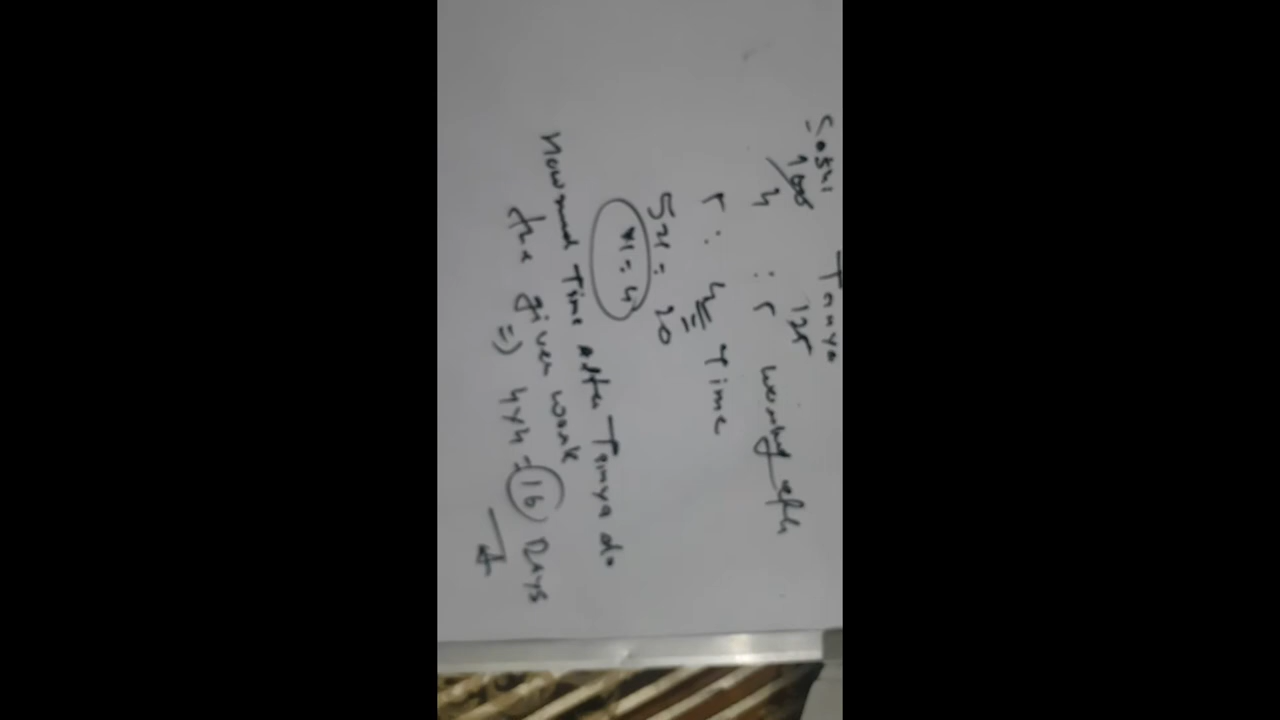 Sakshi Tanya
100 125
4 : 5 working effi
5 : 4 Time
5x = 20
x = 4
Now Time After Tanya do
the given work
=) 4x4 = 16 Days